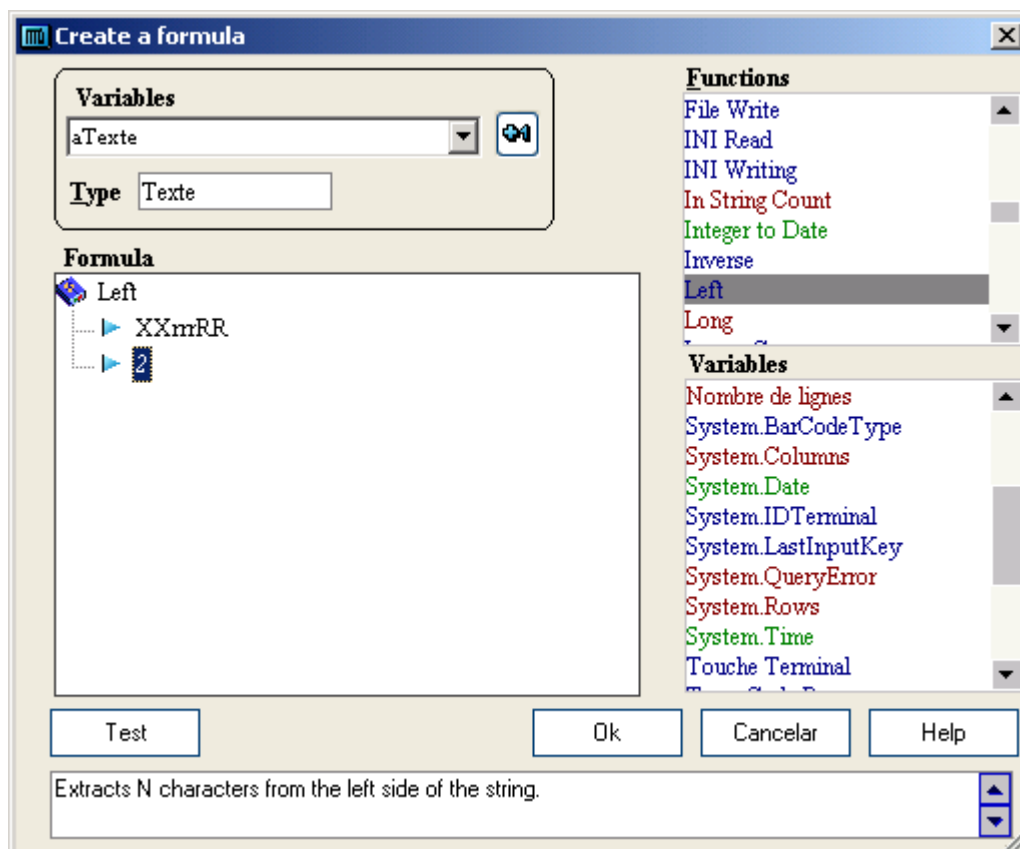 Create a formula
Variables
aTexte
Type Texte
Formula
Left
XXrrrRR
2
Functions
File Write
INI Read
INI Writing
In String Count
Integer to Date
Inverse
Left
Long
Variables
Nombre de lignes
System.BarCodeType
System.Columns
System.Date
System.IDTerminal
System.LastInputKey
System.QueryError
System.Rows
System.Time
Touche Terminal
Test
Ok
Cancelar
Help
Extracts N characters from the left side of the string.